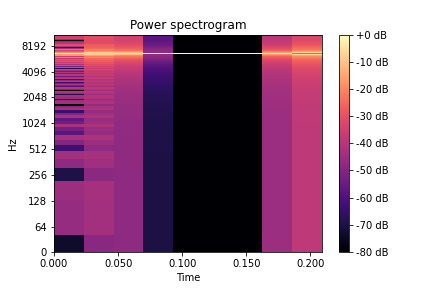 Power spectrogram
8192
4096
2048
1024
512
256
128
64
0
Hz
0.000 0.050 0.100 0.150 0.200
Time
+0 dB
-10 dB
-20 dB
-30 dB
-40 dB
-50 dB
-60 dB
-70 dB
-80 dB